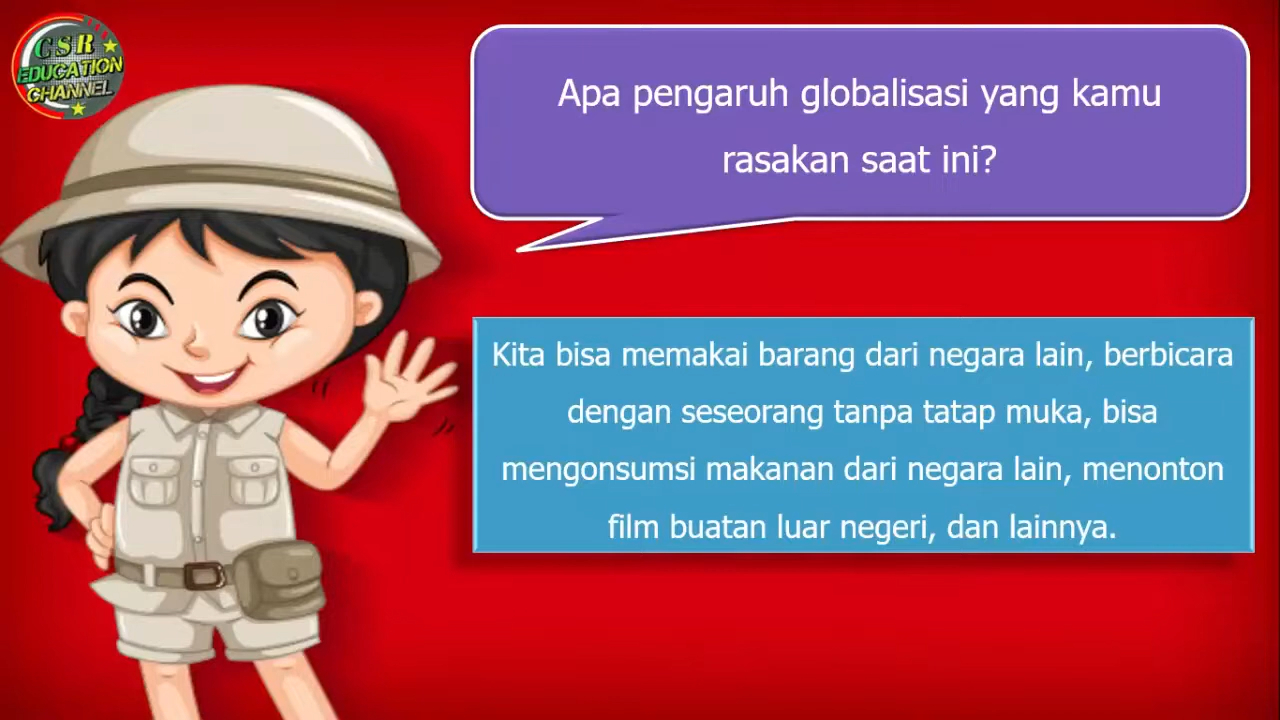 CSR
EDUCATION
CHANNEL
Apa pengaruh globalisasi yang kamu
rasakan saat ini?
Kita bisa memakai barang dari negara lain, berbicara
dengan seseorang tanpa tatap muka, bisa
mengonsumsi makanan dari negara lain, menonton
film buatan luar negeri, dan lainnya.